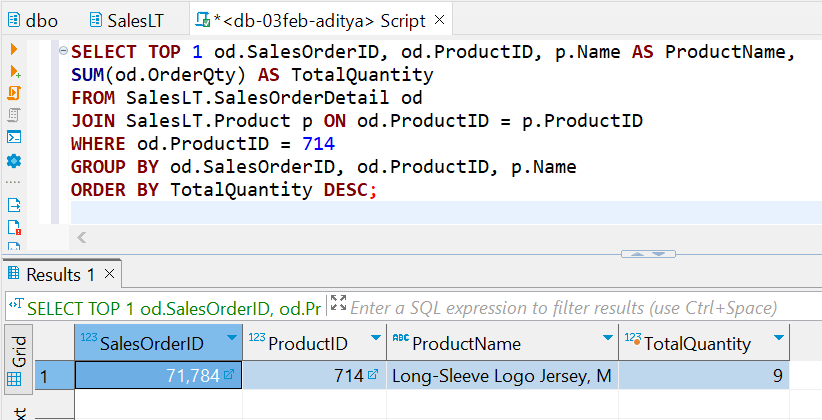 dbo SalesLT *<db-03feb-aditya> Script
SELECT TOP 1 od.SalesOrderID, od.ProductID, p.Name AS ProductName,
SUM(od.OrderQty) AS TotalQuantity
FROM SalesLT.SalesOrderDetail od
JOIN SalesLT.Product p ON od.ProductID = p.ProductID
WHERE od.ProductID = 714
GROUP BY od.SalesOrderID, od.ProductID, p.Name
ORDER BY TotalQuantity DESC;
Results 1
SELECT TOP 1 od.SalesOrderID, od.Pr Enter a SQL expression to filter results (use Ctrl+Space)
Grid
123 SalesOrderID 123 ProductID ABC ProductName 123 TotalQuantity
1 71,784 714 Long-Sleeve Logo Jersey, M 9